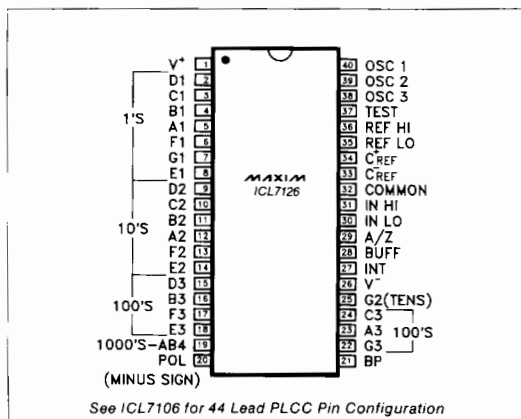 V+ 1 40 OSC 1
D1 2 39 OSC 2
C1 3 38 OSC 3
B1 4 37 TEST
1'S A1 5 36 REF HI
F1 6 35 REF LO
G1 7 34 C+REF
E1 8 MAXIM 33 C-REF
D2 9 ICL7126 32 COMMON
C2 10 31 IN HI
B2 11 30 IN LO
10'S A2 12 29 A/Z
F2 13 28 BUFF
E2 14 27 INT
D3 15 26 V-
B3 16 25 G2(TENS)
100'S F3 17 24 C3
E3 18 23 A3 100'S
1000'S-AB4 19 22 G3
POL 20 21 BP
(MINUS SIGN)
See ICL7106 for 44 Lead PLCC Pin Configuration